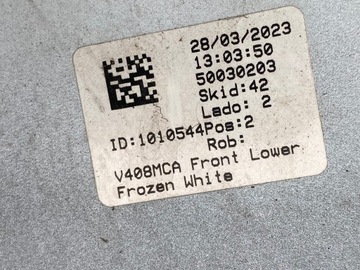 28/03/2023
13:03:50
50030203
Skid:42
Lado: 2
ID:1010544Pos:2
Rob:
V408MCA Front Lower
Frozen White